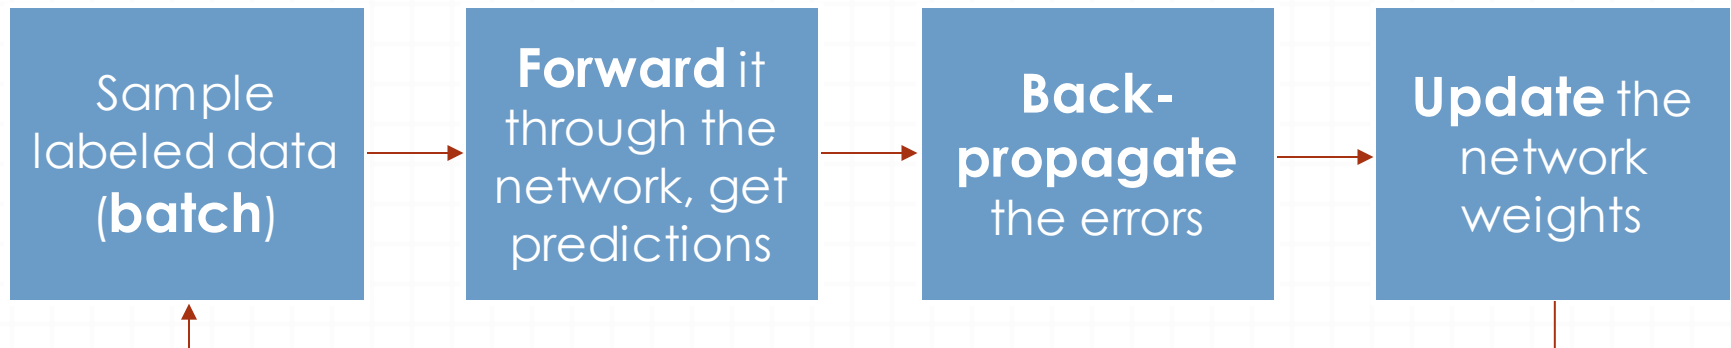 Sample
labeled data
(batch)
Forward it
through the
network, get
predictions
Back-
propagate
the errors
Update the
network
weights